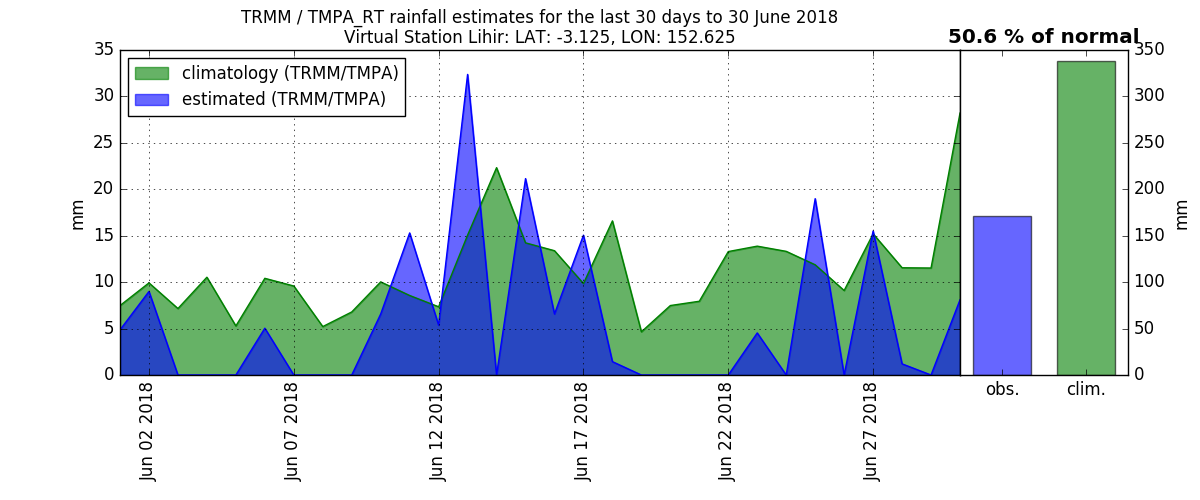 TRMM / TMPA_RT rainfall estimates for the last 30 days to 30 June 2018
Virtual Station Lihir: LAT: -3.125, LON: 152.625
50.6 % of normal
climatology (TRMM/TMPA)
estimated (TRMM/TMPA)
35
30
25
20
15
10
5
0
mm
350
300
250
200
150
100
50
0
mm
Jun 02 2018
Jun 07 2018
Jun 12 2018
Jun 17 2018
Jun 22 2018
Jun 27 2018
obs.
clim.